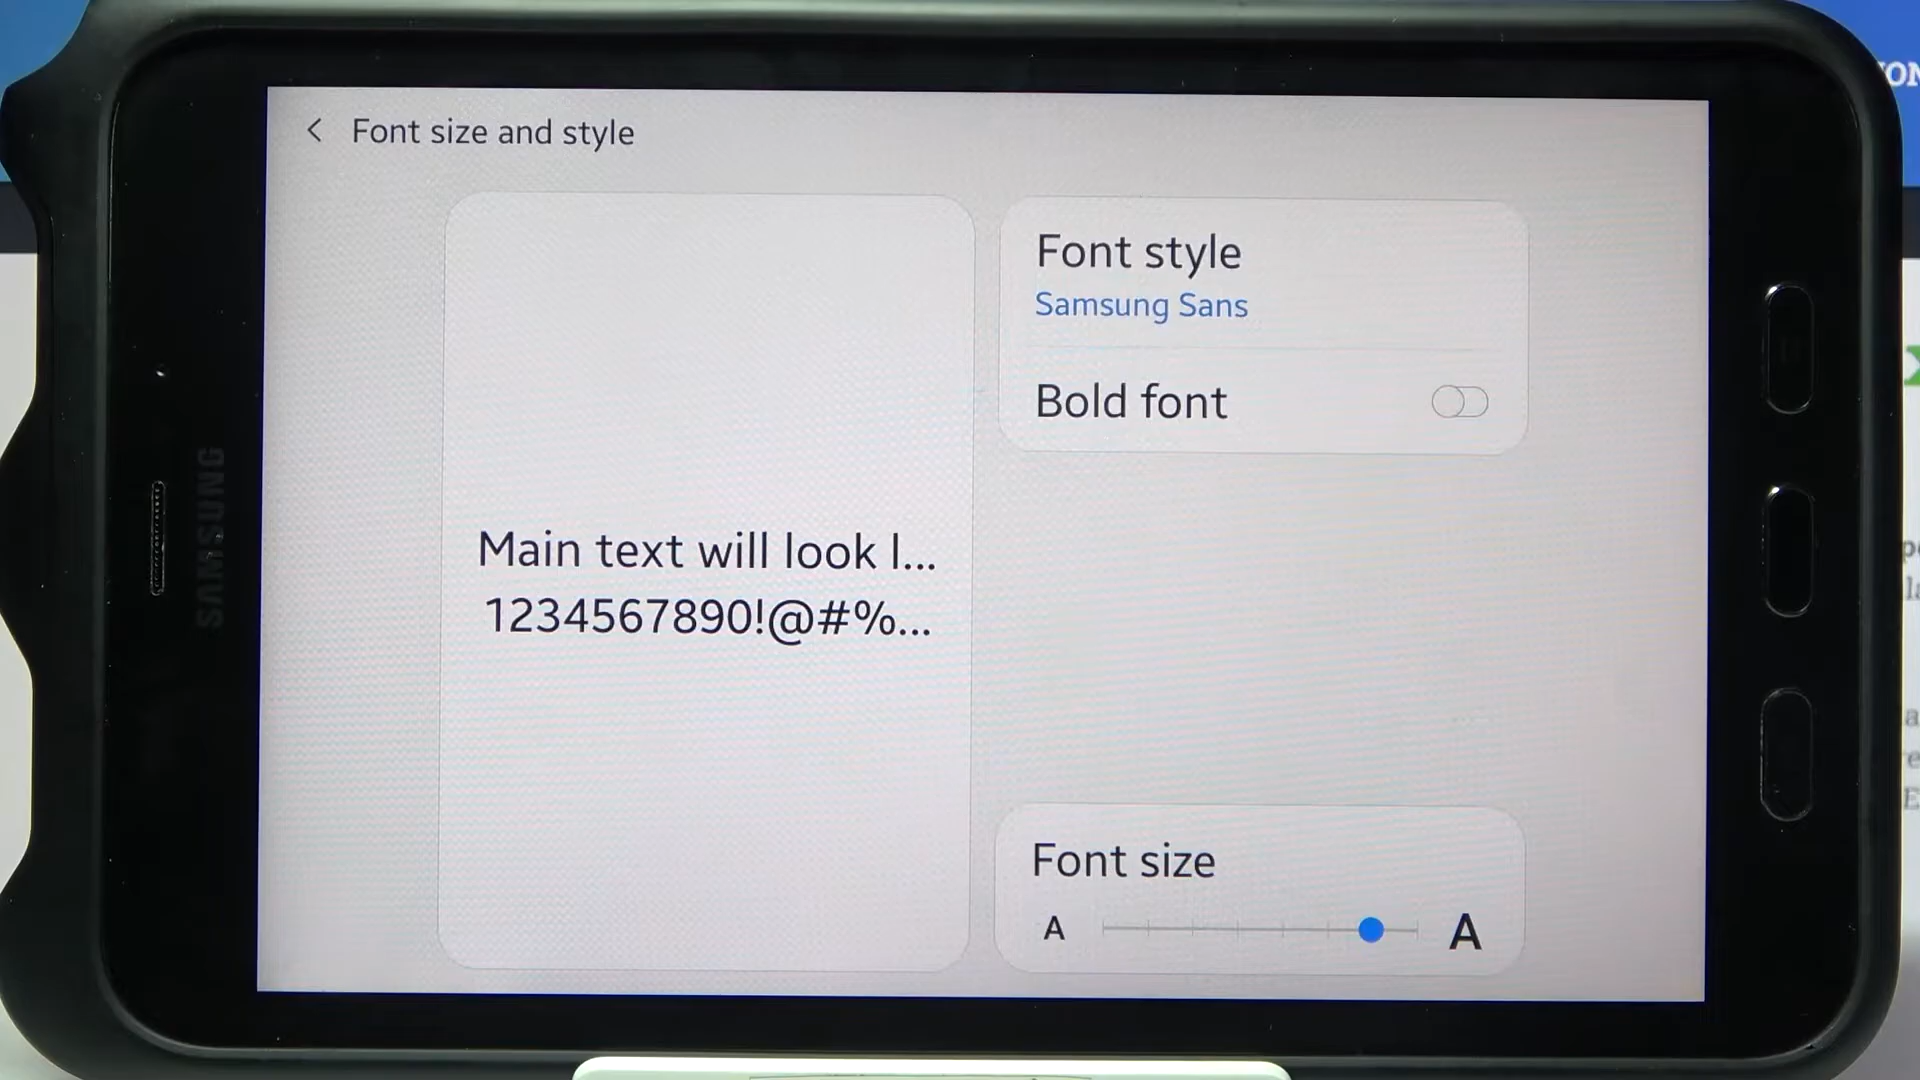 Font size and style
Font style
Samsung Sans
Bold font
Main text will look l...
1234567890!@#%...
Font size
A A
SAMSUNG